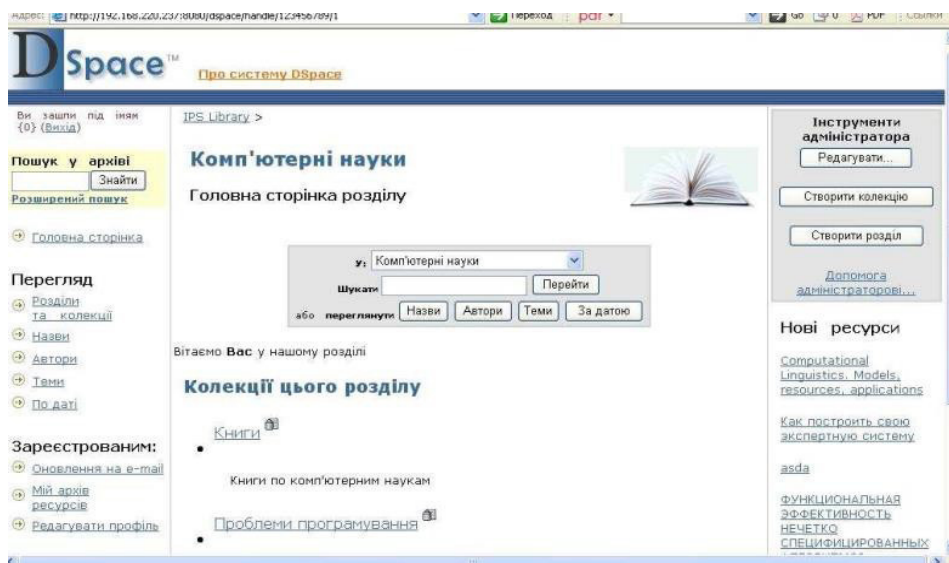 Адрес: http://192.168.220.237:8080/dspace/handle/123456789/1
Переход
pdf
Go
PDF
Ссылки
DSpace™
Про систему DSpace
Ви зашли під імям
{0} (Вихід)
Пошук у архіві
Знайти
Розширений пошук
Головна сторінка
Перегляд
Розділи
та колекції
Назви
Автори
Теми
По даті
Зареєстрованим:
Оновлення на e-mail
Мій архів
ресурсів
Редагувати профіль
IPS Library >
Комп'ютерні науки
Головна сторінка розділу
У: Комп'ютерні науки
Шукати Перейти
або переглянути Назви Автори Теми За датою
Вітаємо Вас у нашому розділі
Колекції цього розділу
Книги
Книги по комп'ютерним наукам
Проблеми програмування
Інструменти
адміністратора
Редагувати...
Створити колекцію
Створити розділ
Допомога
адміністраторові...
Нові ресурси
Computational
Linguistics. Models,
resources, applications
Как построить свою
экспертную систему
asda
ФУНКЦИОНАЛЬНАЯ
ЭФФЕКТИВНОСТЬ
НЕЧЕТКО
СПЕЦИФИЦИРОВАННЫХ